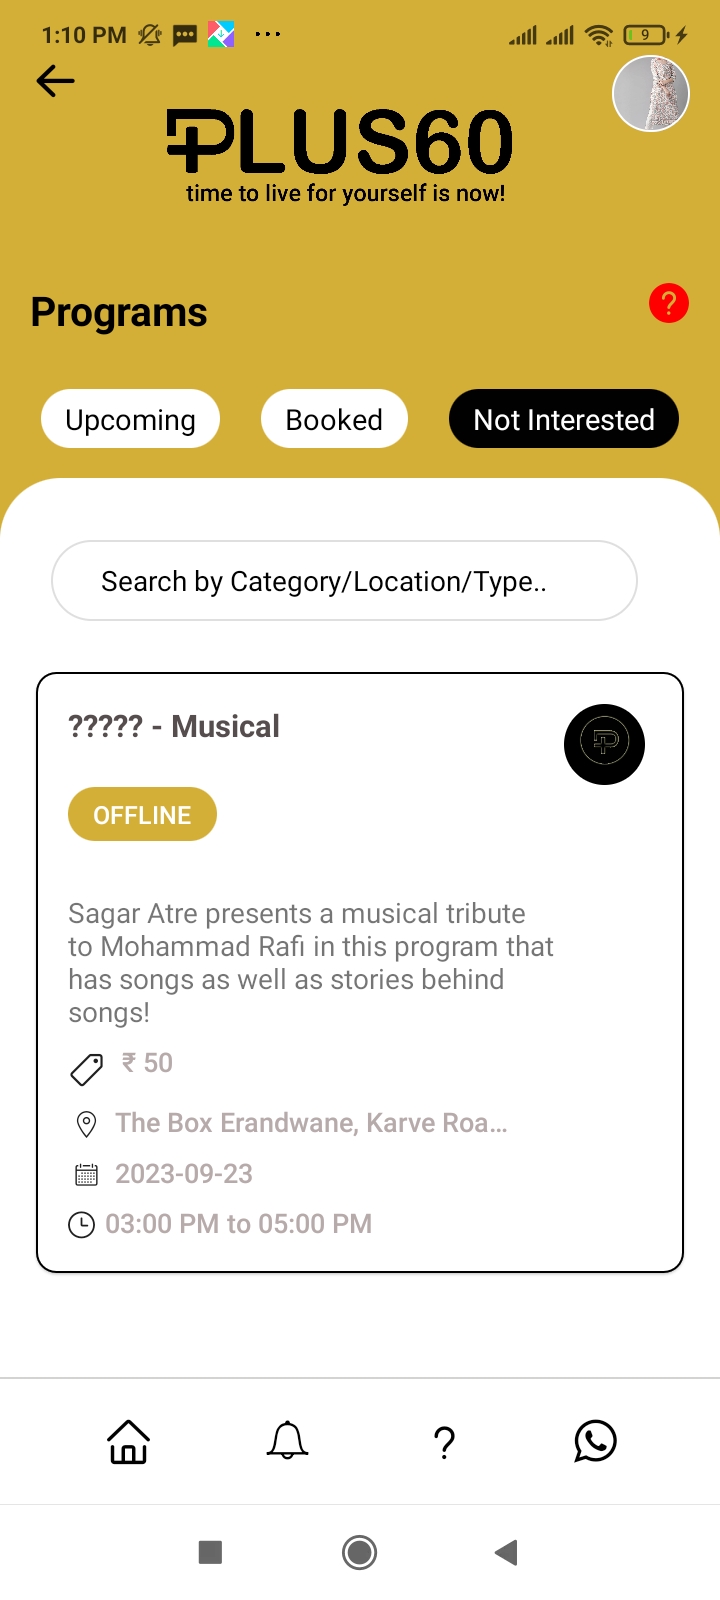 1:10 PM
9
PLUS60
time to live for yourself is now!
Programs
?
Upcoming Booked Not Interested
Search by Category/Location/Type..
????? - Musical
OFFLINE
Sagar Atre presents a musical tribute
to Mohammad Rafi in this program that
has songs as well as stories behind
songs!
₹ 50
The Box Erandwane, Karve Roa...
2023-09-23
03:00 PM to 05:00 PM
?